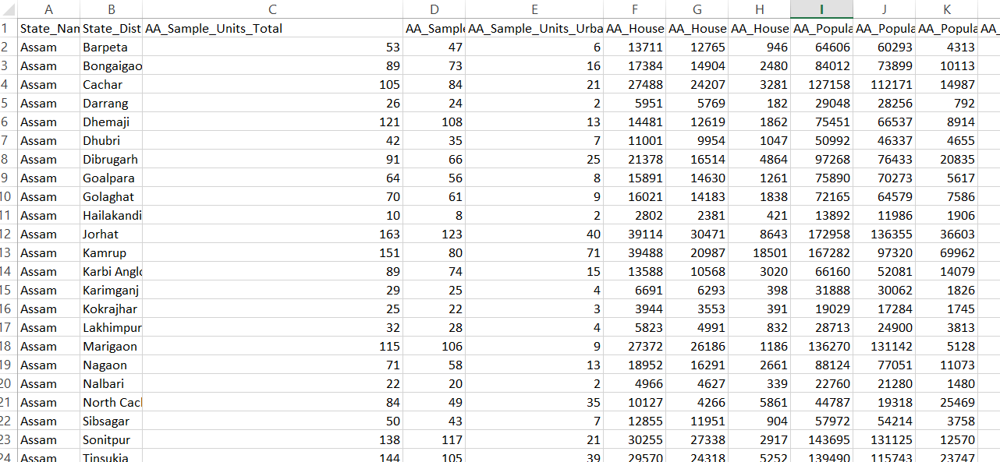 A B C D E F G H I J K
1 State_Nan State_Dist AA_Sample_Units_Total AA_Sample AA_Sample_Units_Urba AA_House AA_House AA_House AA_Popula AA_Popula AA_Popula AA_
2 Assam Barpeta 53 47 6 13711 12765 946 64606 60293 4313
3 Assam Bongaigao 89 73 16 17384 14904 2480 84012 73899 10113
4 Assam Cachar 105 84 21 27488 24207 3281 127158 112171 14987
5 Assam Darrang 26 24 2 5951 5769 182 29048 28256 792
6 Assam Dhemaji 121 108 13 14481 12619 1862 75451 66537 8914
7 Assam Dhubri 42 35 7 11001 9954 1047 50992 46337 4655
8 Assam Dibrugarh 91 66 25 21378 16514 4864 97268 76433 20835
9 Assam Goalpara 64 56 8 15891 14630 1261 75890 70273 5617
10 Assam Golaghat 70 61 9 16021 14183 1838 72165 64579 7586
11 Assam Hailakandi 10 8 2 2802 2381 421 13892 11986 1906
12 Assam Jorhat 163 123 40 39114 30471 8643 172958 136355 36603
13 Assam Kamrup 151 80 71 39488 20987 18501 167282 97320 69962
14 Assam Karbi Anglo 89 74 15 13588 10568 3020 66160 52081 14079
15 Assam Karimganj 29 25 4 6691 6293 398 31888 30062 1826
16 Assam Kokrajhar 25 22 3 3944 3553 391 19029 17284 1745
17 Assam Lakhimpur 32 28 4 5823 4991 832 28713 24900 3813
18 Assam Marigaon 115 106 9 27372 26186 1186 136270 131142 5128
19 Assam Nagaon 71 58 13 18952 16291 2661 88124 77051 11073
20 Assam Nalbari 22 20 2 4966 4627 339 22760 21280 1480
21 Assam North Cacl 84 49 35 10127 4266 5861 44787 19318 25469
22 Assam Sibsagar 50 43 7 12855 11951 904 57972 54214 3758
23 Assam Sonitpur 138 117 21 30255 27338 2917 143695 131125 12570
24 Assam Tinsukia 144 105 39 29570 24318 5252 139490 115743 23747